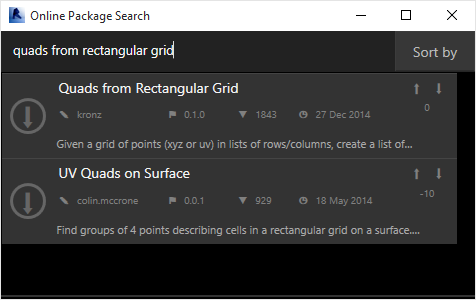 Online Package Search
quads from rectangular grid
Sort by
Quads from Rectangular Grid
kronz 0.1.0 1843 27 Dec 2014
0
Given a grid of points (xyz or uv) in lists of rows/columns, create a list of...
UV Quads on Surface
colin.mccrone 0.0.1 929 18 May 2014
-10
Find groups of 4 points describing cells in a rectangular grid on a surface....